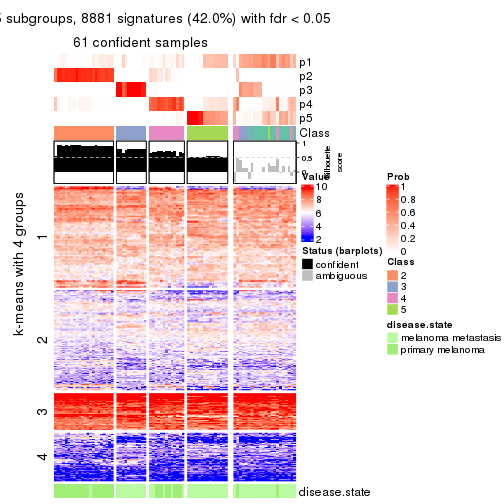 subgroups, 8881 signatures (42.0%) with fdr < 0.05
61 confident samples
p1
p2
p3
p4
p5
Class
1
0.5
0
silhouette
score
k-means with 4 groups
1
2
3
4
Value
10
8
6
4
2
Status (barplots)
confident
ambiguous
Prob
1
0.8
0.6
0.4
0.2
0
Class
2
3
4
5
disease.state
melanoma metastasis
primary melanoma
disease.state